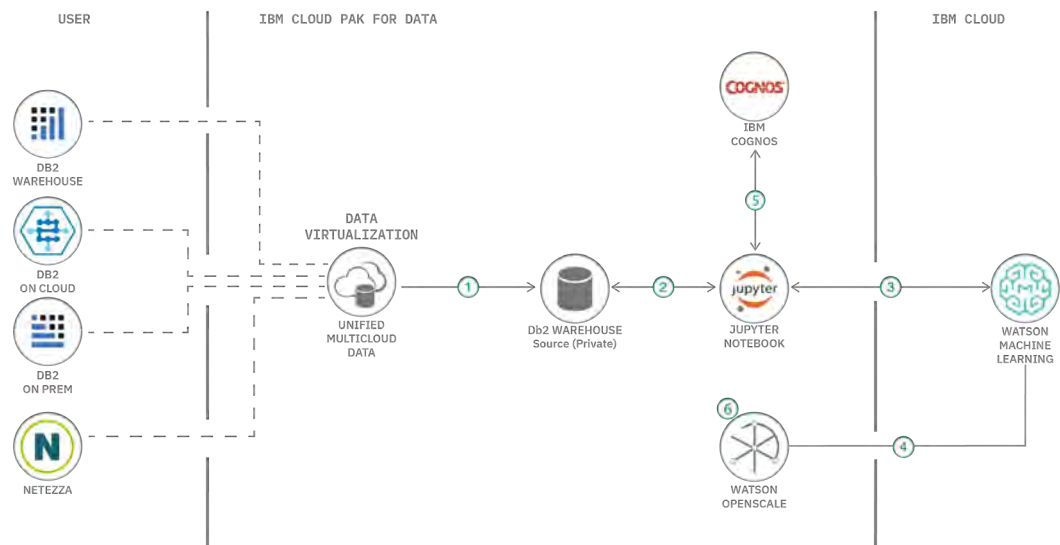 USER
IBM CLOUD PAK FOR DATA
IBM CLOUD
DB2
WAREHOUSE
DB2
ON CLOUD
DB2
ON PREM
N
NETEZZA
DATA
VIRTUALIZATION
UNIFIED
MULTICLOUD
DATA
1
Db2 WAREHOUSE
Source (Private)
2
COGNOS
IBM
COGNOS
5
jupyter
JUPYTER
NOTEBOOK
3
WATSON
MACHINE
LEARNING
6
WATSON
OPENSCALE
4